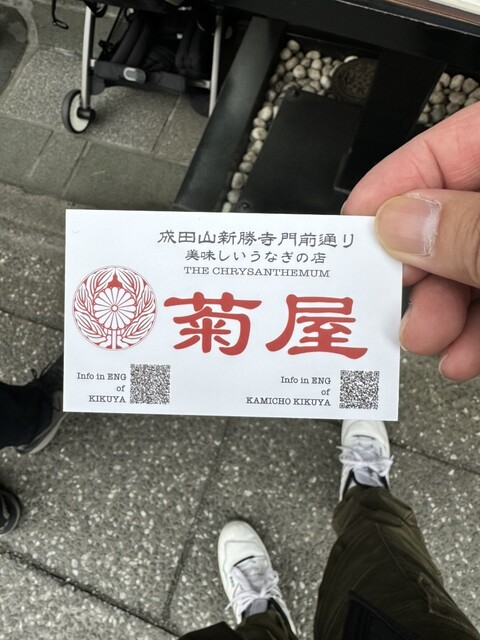 成田山新勝寺門前通り
美味しいうなぎの店
THE CHRYSANTHEMUM
菊屋
Info in ENG
of
KIKUYA
Info in ENG
of
KAMICHO KIKUYA